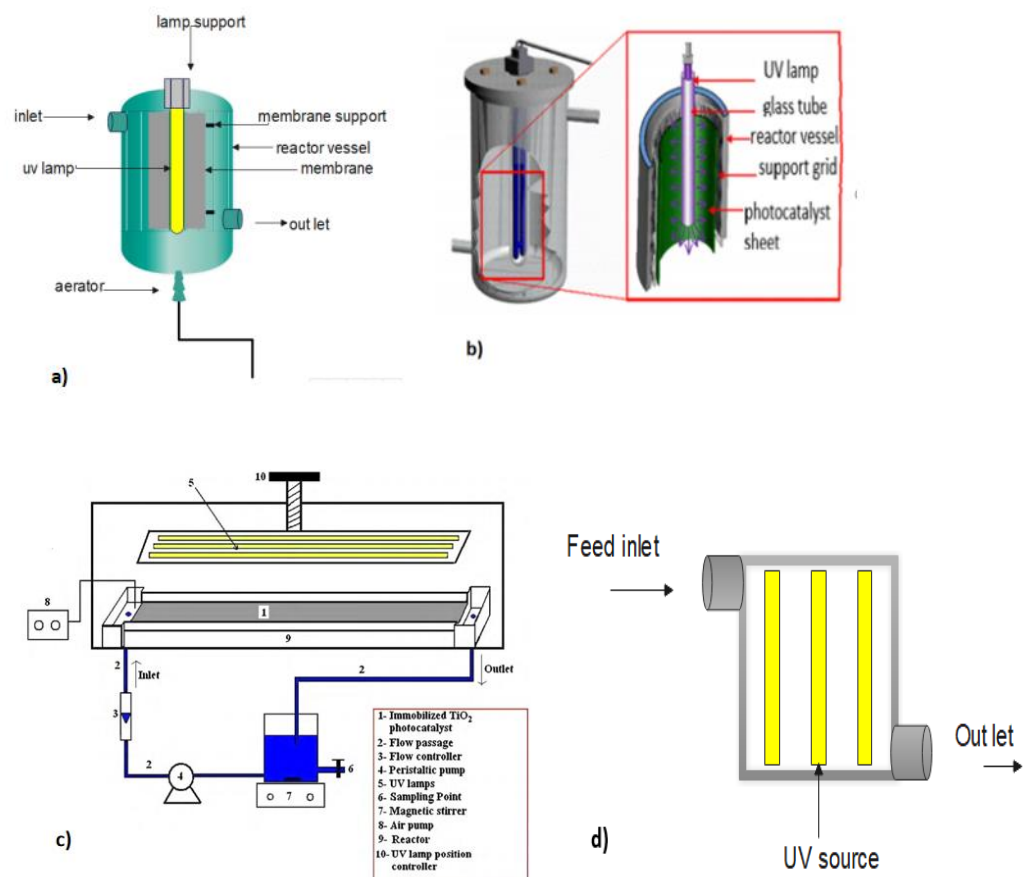 lamp support
inlet
membrane support
reactor vessel
uv lamp
membrane
out let
aerator
a)
UV lamp
glass tube
reactor vessel
support grid
photocatalyst
sheet
b)
10
5
8
1
9
2
Inlet
2
Outlet
3
2
4
6
7
1- Immobilized TiO2
photocatalyst
2- Flow passage
3- Flow controller
4- Peristaltic pump
5- UV lamps
6- Sampling Point
7- Magnetic stirrer
8- Air pump
9- Reactor
10- UV lamp position
controller
c)
Feed inlet
Out let
UV source
d)